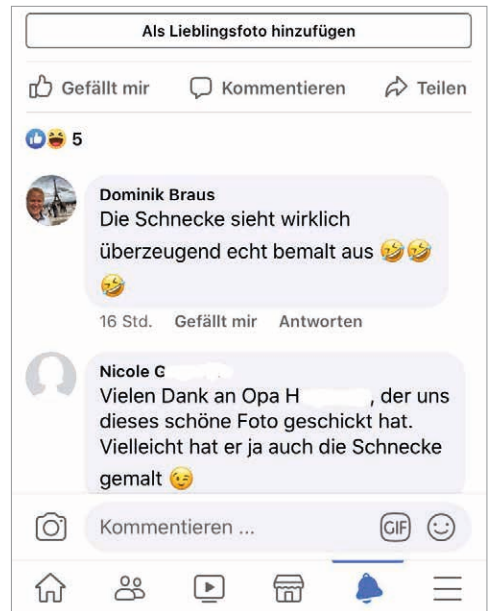 Als Lieblingsfoto hinzufügen
Gefällt mir Kommentieren Teilen
5
Dominik Braus
Die Schnecke sieht wirklich
überzeugend echt bemalt aus 🤣🤣
🤣
16 Std. Gefällt mir Antworten
Nicole G
Vielen Dank an Opa H , der uns
dieses schöne Foto geschickt hat.
Vielleicht hat er ja auch die Schnecke
gemalt 😉
Kommentieren ...
GIF